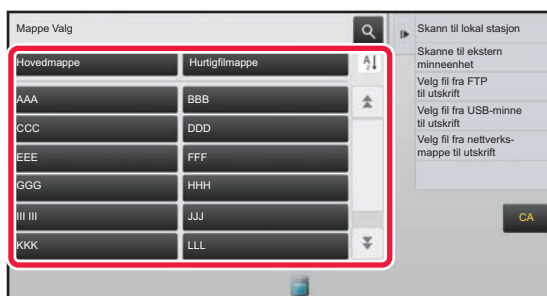 Mappe Valg
Hovedmappe
Hurtigfilmappe
AAA
BBB
CCC
DDD
EEE
FFF
GGG
HHH
III III
JJJ
KKK
LLL
Skann til lokal stasjon
Skanne til ekstern
minneenhet
Velg fil fra FTP
til utskrift
Velg fil fra USB-minne
til utskrift
Velg fil fra nettverks-
mappe til utskrift
CA